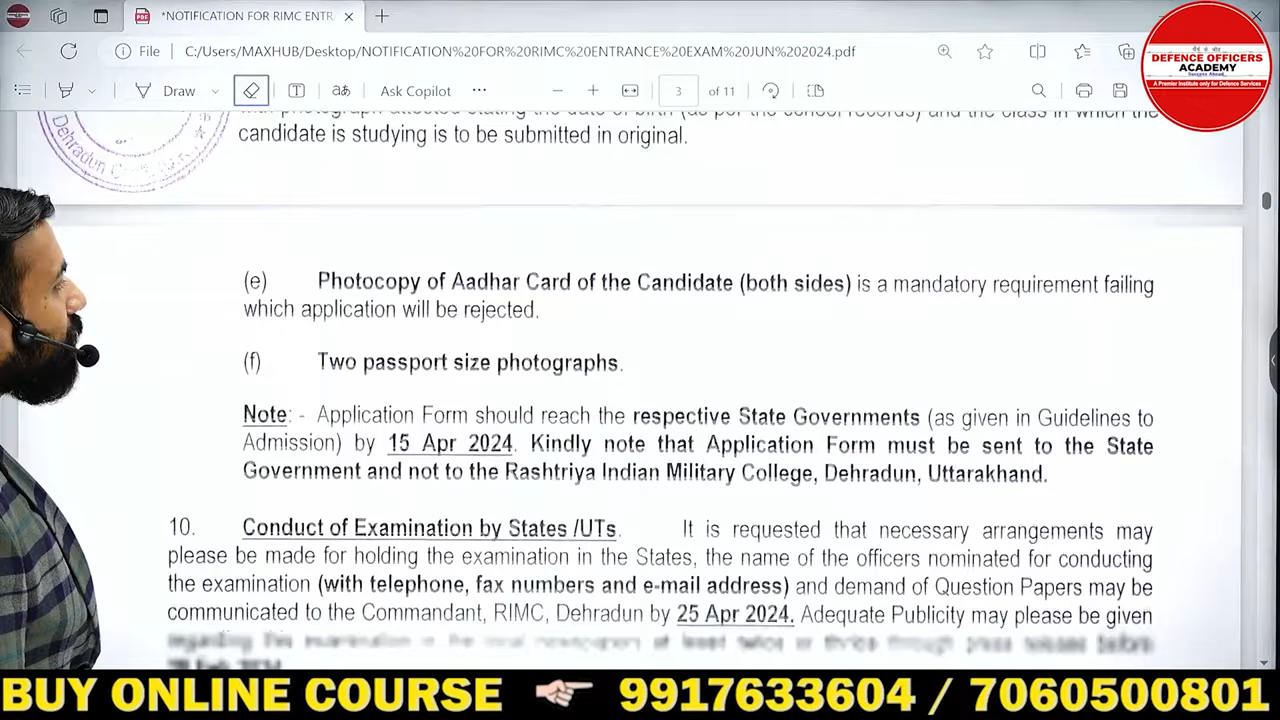 *NOTIFICATION FOR RIMC ENTR
File C:/Users/MAXHUB/Desktop/NOTIFICATION%20FOR%20RIMC%20ENTRANCE%20EXAM%20JUN%202024.pdf
Draw
Ask Copilot
3 of 11
DEFENCE OFFICERS
ACADEMY
Success Ahead
A Premier Institute only for Defence Services
Dehradun
candidate is studying is to be submitted in original.
(e) Photocopy of Aadhar Card of the Candidate (both sides) is a mandatory requirement failing
which application will be rejected.
(f) Two passport size photographs.
Note: - Application Form should reach the respective State Governments (as given in Guidelines to
Admission) by 15 Apr 2024. Kindly note that Application Form must be sent to the State
Government and not to the Rashtriya Indian Military College, Dehradun, Uttarakhand.
10. Conduct of Examination by States /UTs. It is requested that necessary arrangements may
please be made for holding the examination in the States, the name of the officers nominated for conducting
the examination (with telephone, fax numbers and e-mail address) and demand of Question Papers may be
communicated to the Commandant, RIMC, Dehradun by 25 Apr 2024. Adequate Publicity may please be given
BUY ONLINE COURSE 9917633604 / 7060500801